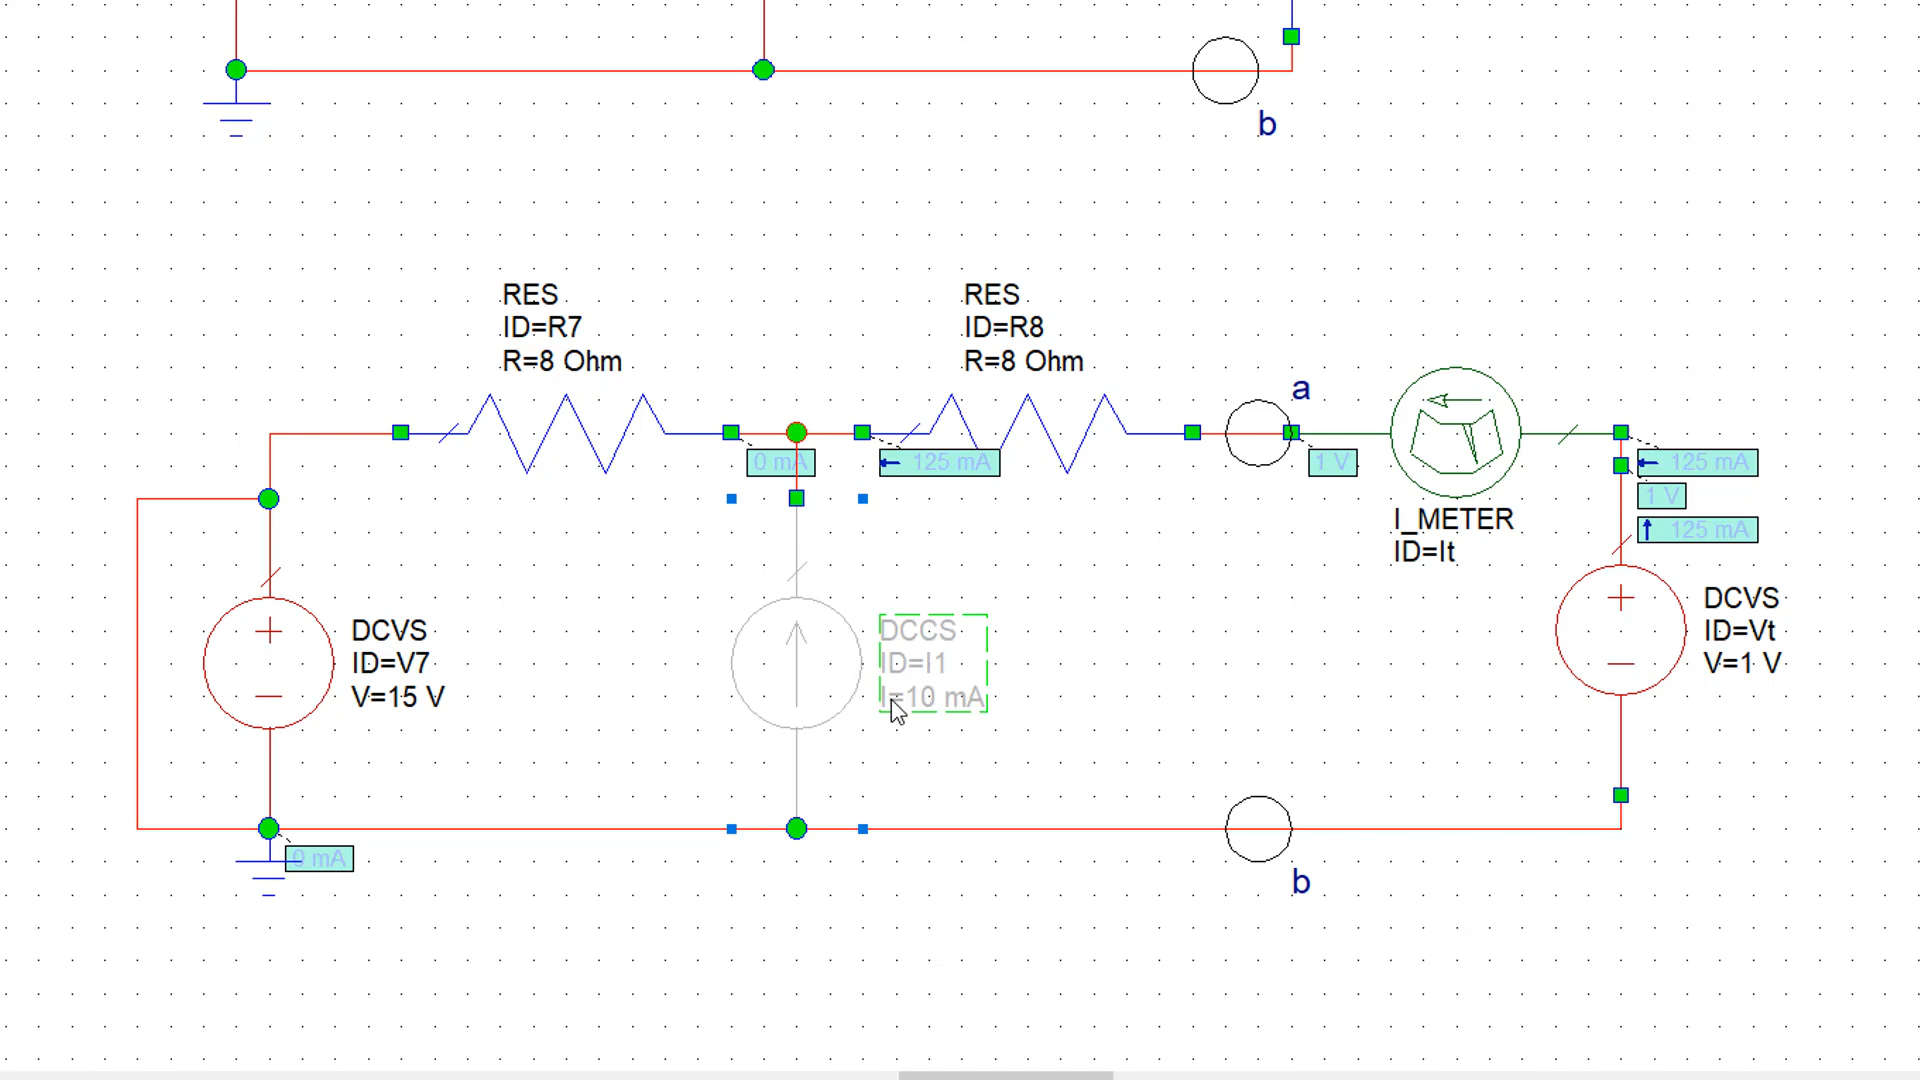 b
RES
ID=R7
R=8 Ohm
RES
ID=R8
R=8 Ohm
a
0 mA
125 mA
1 V
125 mA
1 V
125 mA
I_METER
ID=It
DCVS
ID=V7
V=15 V
DCCS
ID=I1
I=10 mA
DCVS
ID=Vt
V=1 V
0 mA
b